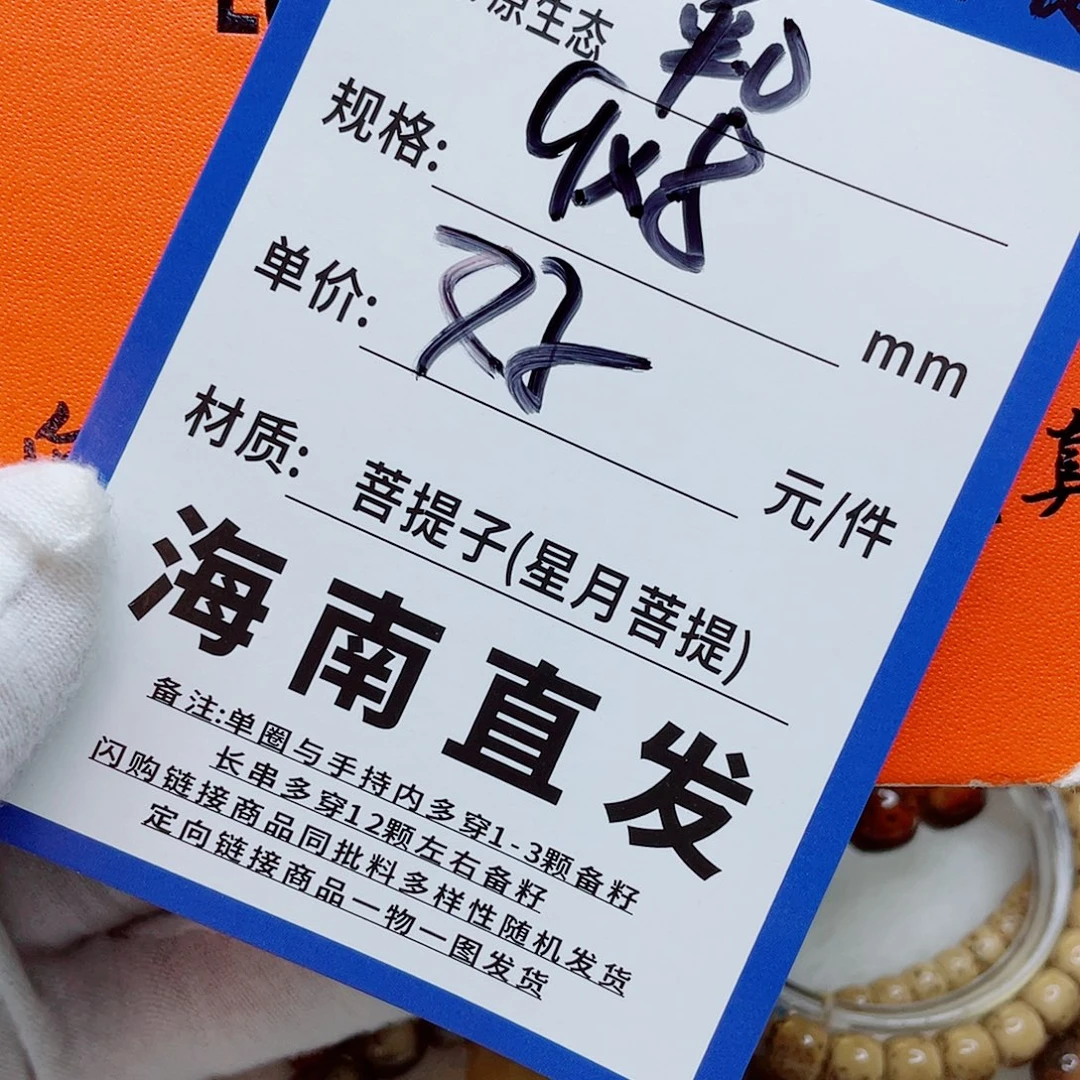 原生态
规格: 9x8 mm
单价: 元/件
材质: 菩提子(星月菩提)
海南直发
备注:单圈与手持内多穿1-3颗备籽
长串多穿12颗左右备籽
闪购链接商品同批料多样性随机发货
定向链接商品一物一图发货